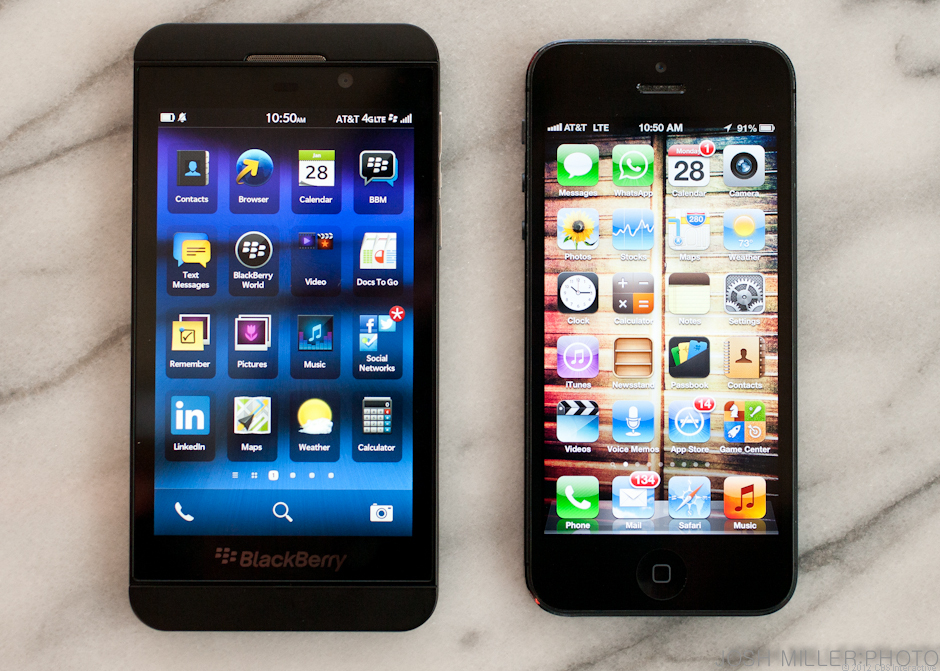 10:50AM
AT&T 4G LTE
Jan
28
Contacts
Browser
Calendar
BBM
Text
Messages
BlackBerry
World
Video
Docs To Go
Remember
Pictures
Music
Social
Networks
in
LinkedIn
Maps
Weather
Calculator
1
BlackBerry
AT&T LTE
10:50 AM
91%
Monday
28
1
Messages
WhatsApp
Calendar
Camera
280
73°
Photos
Stocks
Maps
Weather
Clock
Calculator
Notes
Settings
iTunes
Newsstand
Passbook
Contacts
14
Videos
Voice Memos
App Store
Game Center
134
Phone
Mail
Safari
Music
MILLER PHOTO